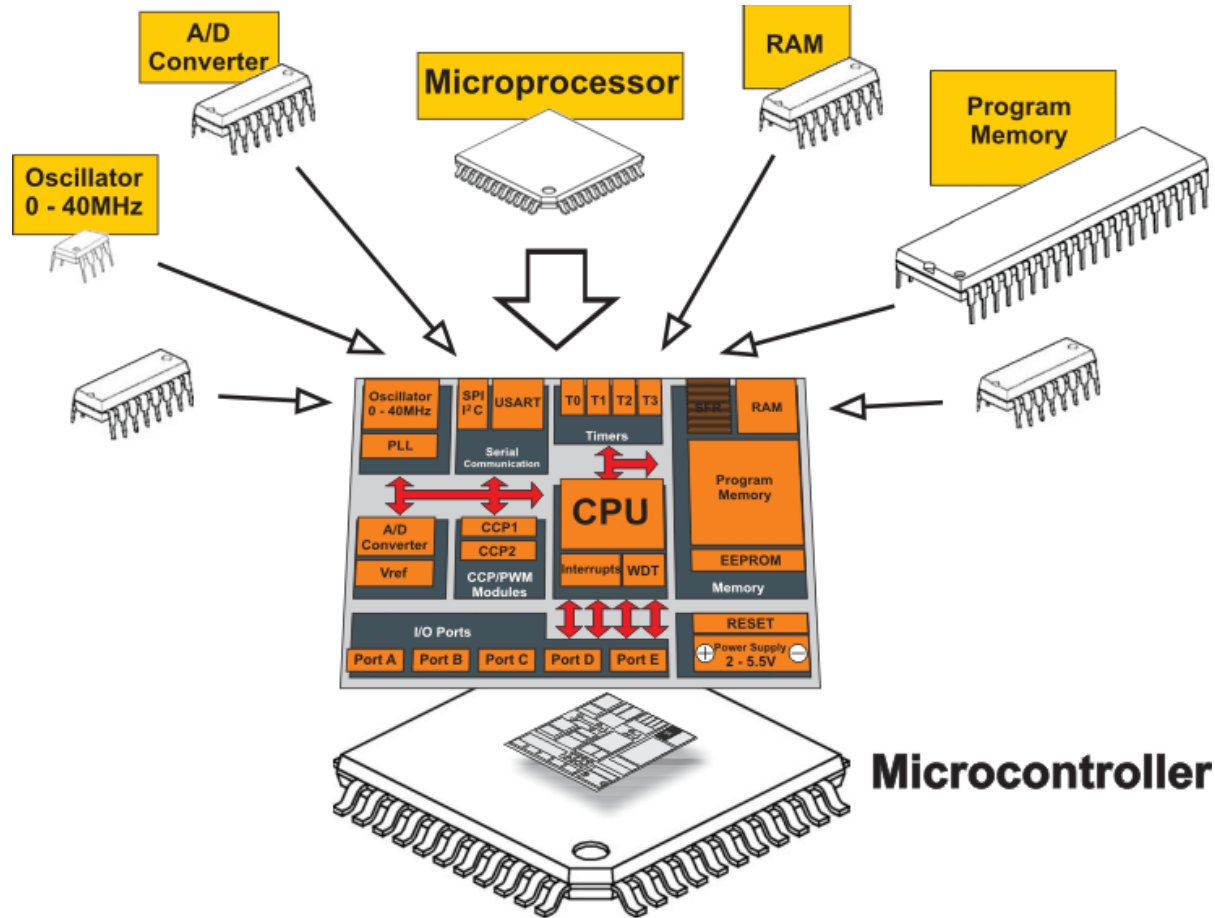 A/D
Converter
Microprocessor
RAM
Program
Memory
Oscillator
0 - 40MHz
Oscillator
0 - 40MHz
PLL
SPI
I²C
USART
Serial
Communication
T0
T1
T2
T3
Timers
SFR
RAM
Program
Memory
EEPROM
Memory
A/D
Converter
Vref
CCP1
CCP2
CCP/PWM
Modules
CPU
Interrupts
WDT
I/O Ports
Port A
Port B
Port C
Port D
Port E
RESET
+
Power Supply
2 - 5.5V
−
Microcontroller